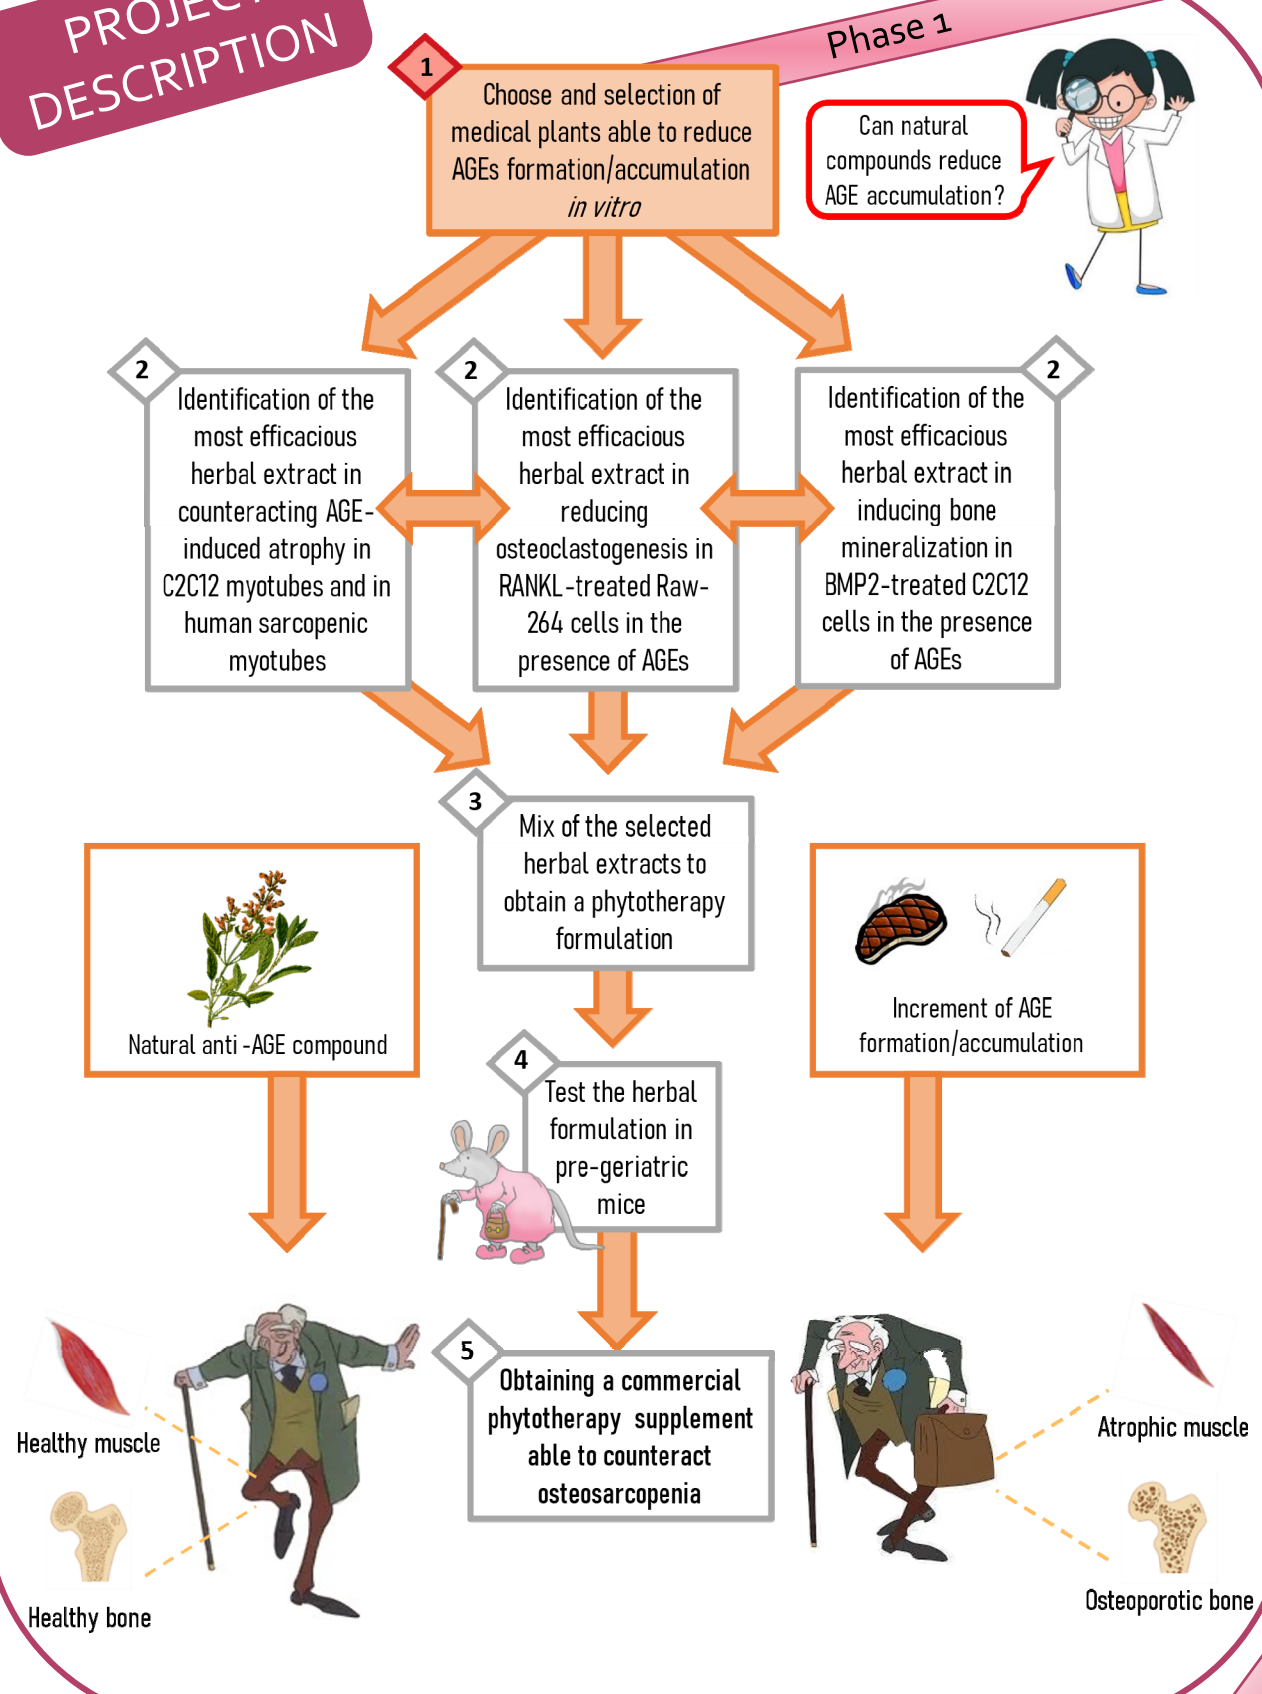 PROJECT
DESCRIPTION
Phase 1
1
Choose and selection of
medical plants able to reduce
AGEs formation/accumulation
in vitro
Can natural
compounds reduce
AGE accumulation?
2
Identification of the
most efficacious
herbal extract in
counteracting AGE-
induced atrophy in
C2C12 myotubes and in
human sarcopenic
myotubes
2
Identification of the
most efficacious
herbal extract in
reducing
osteoclastogenesis in
RANKL-treated Raw-
264 cells in the
presence of AGEs
2
Identification of the
most efficacious
herbal extract in
inducing bone
mineralization in
BMP2-treated C2C12
cells in the presence
of AGEs
3
Mix of the selected
herbal extracts to
obtain a phytotherapy
formulation
Natural anti -AGE compound
Increment of AGE
formation/accumulation
4
Test the herbal
formulation in
pre-geriatric
mice
5
Obtaining a commercial
phytotherapy supplement
able to counteract
osteosarcopenia
Healthy muscle
Healthy bone
Atrophic muscle
Osteoporotic bone